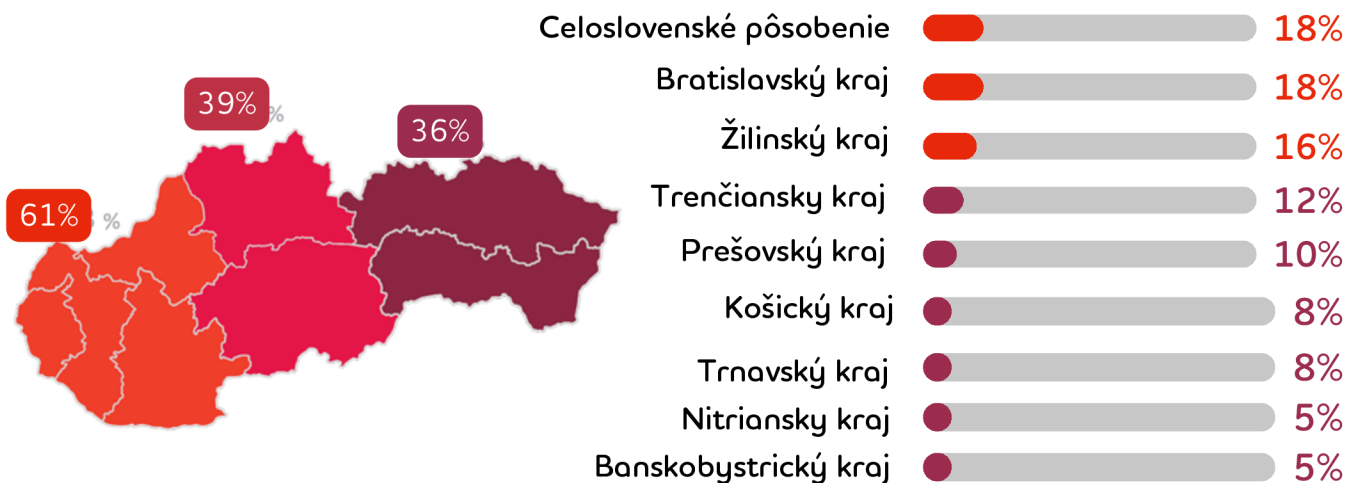 39%
%
36%
61%
%
Celoslovenské pôsobenie 18%
Bratislavský kraj 18%
Žilinský kraj 16%
Trenčiansky kraj 12%
Prešovský kraj 10%
Košický kraj 8%
Trnavský kraj 8%
Nitriansky kraj 5%
Banskobystrický kraj 5%